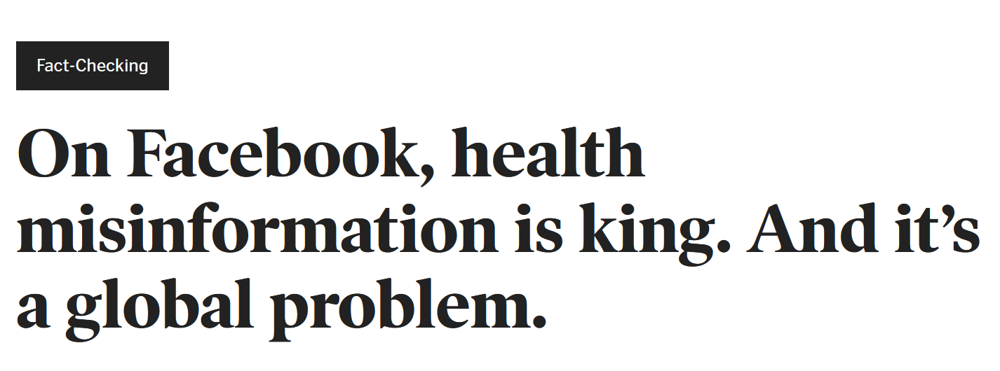 Fact-Checking
On Facebook, health
misinformation is king. And it’s
a global problem.